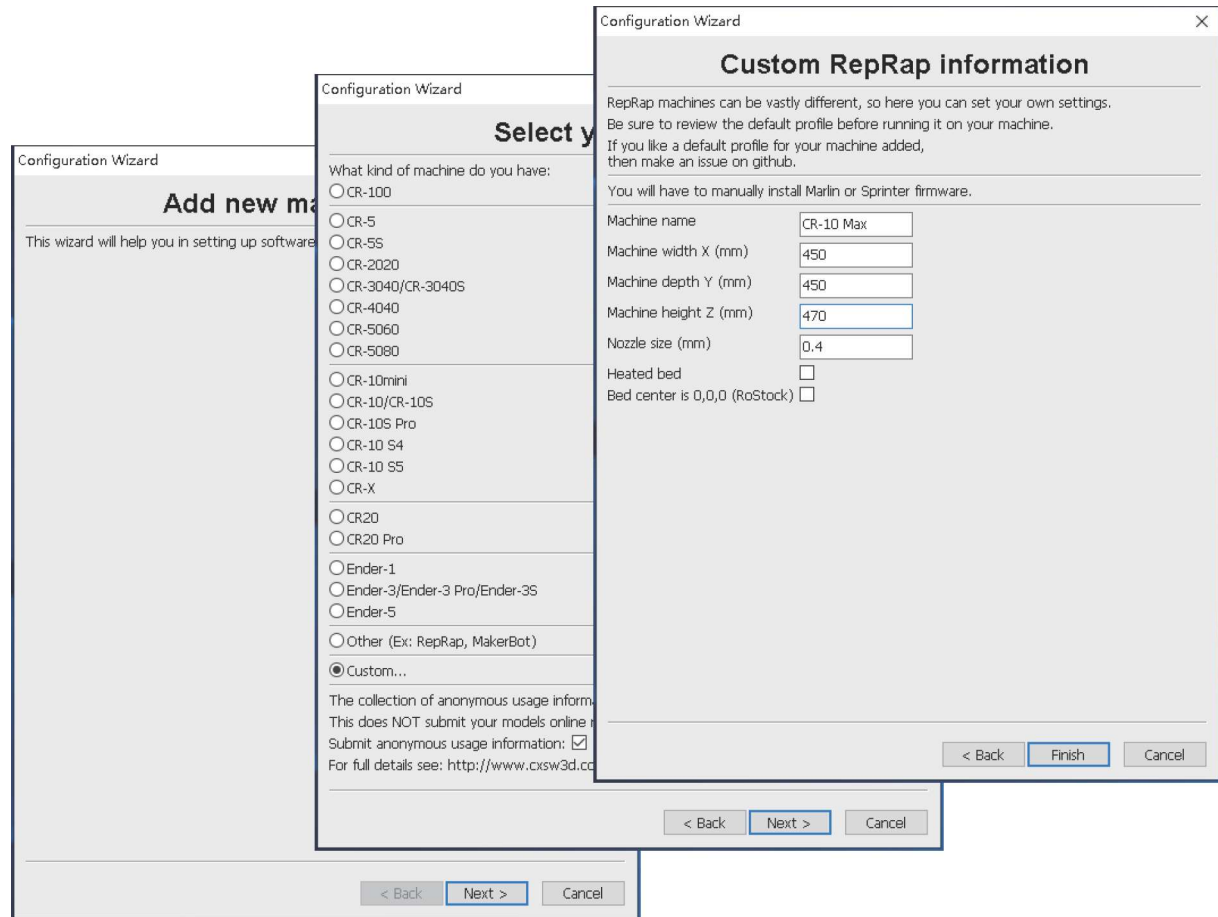 Configuration Wizard
Add new ma
This wizard will help you in setting up software
< Back
Next >
Cancel
Configuration Wizard
Select y
What kind of machine do you have:
CR-100
CR-5
CR-5S
CR-2020
CR-3040/CR-3040S
CR-4040
CR-5060
CR-5080
CR-10mini
CR-10/CR-10S
CR-10S Pro
CR-10 S4
CR-10 S5
CR-X
CR20
CR20 Pro
Ender-1
Ender-3/Ender-3 Pro/Ender-3S
Ender-5
Other (Ex: RepRap, MakerBot)
Custom...
The collection of anonymous usage inform
This does NOT submit your models online
Submit anonymous usage information:
For full details see: http://www.cxsw3d.co
< Back
Next >
Cancel
Configuration Wizard
Custom RepRap information
RepRap machines can be vastly different, so here you can set your own settings.
Be sure to review the default profile before running it on your machine.
If you like a default profile for your machine added,
then make an issue on github.
You will have to manually install Marlin or Sprinter firmware.
Machine name CR-10 Max
Machine width X (mm) 450
Machine depth Y (mm) 450
Machine height Z (mm) 470
Nozzle size (mm) 0.4
Heated bed
Bed center is 0,0,0 (RoStock)
< Back
Finish
Cancel